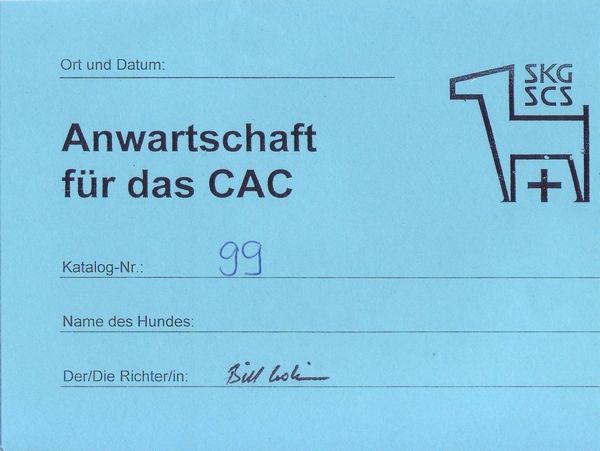 Ort und Datum:
SKG
SCS
Anwartschaft
für das CAC
Katalog-Nr.: 99
Name des Hundes:
Der/Die Richter/in: Bill